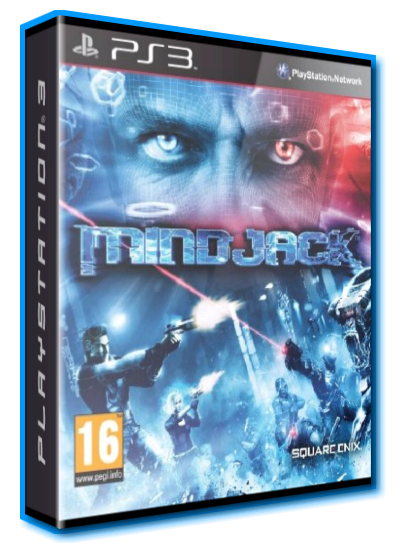 PS3
PlayStation®Network
PLAYSTATION®3
MINDJACK
16
www.pegi.info
SQUARE ENIX